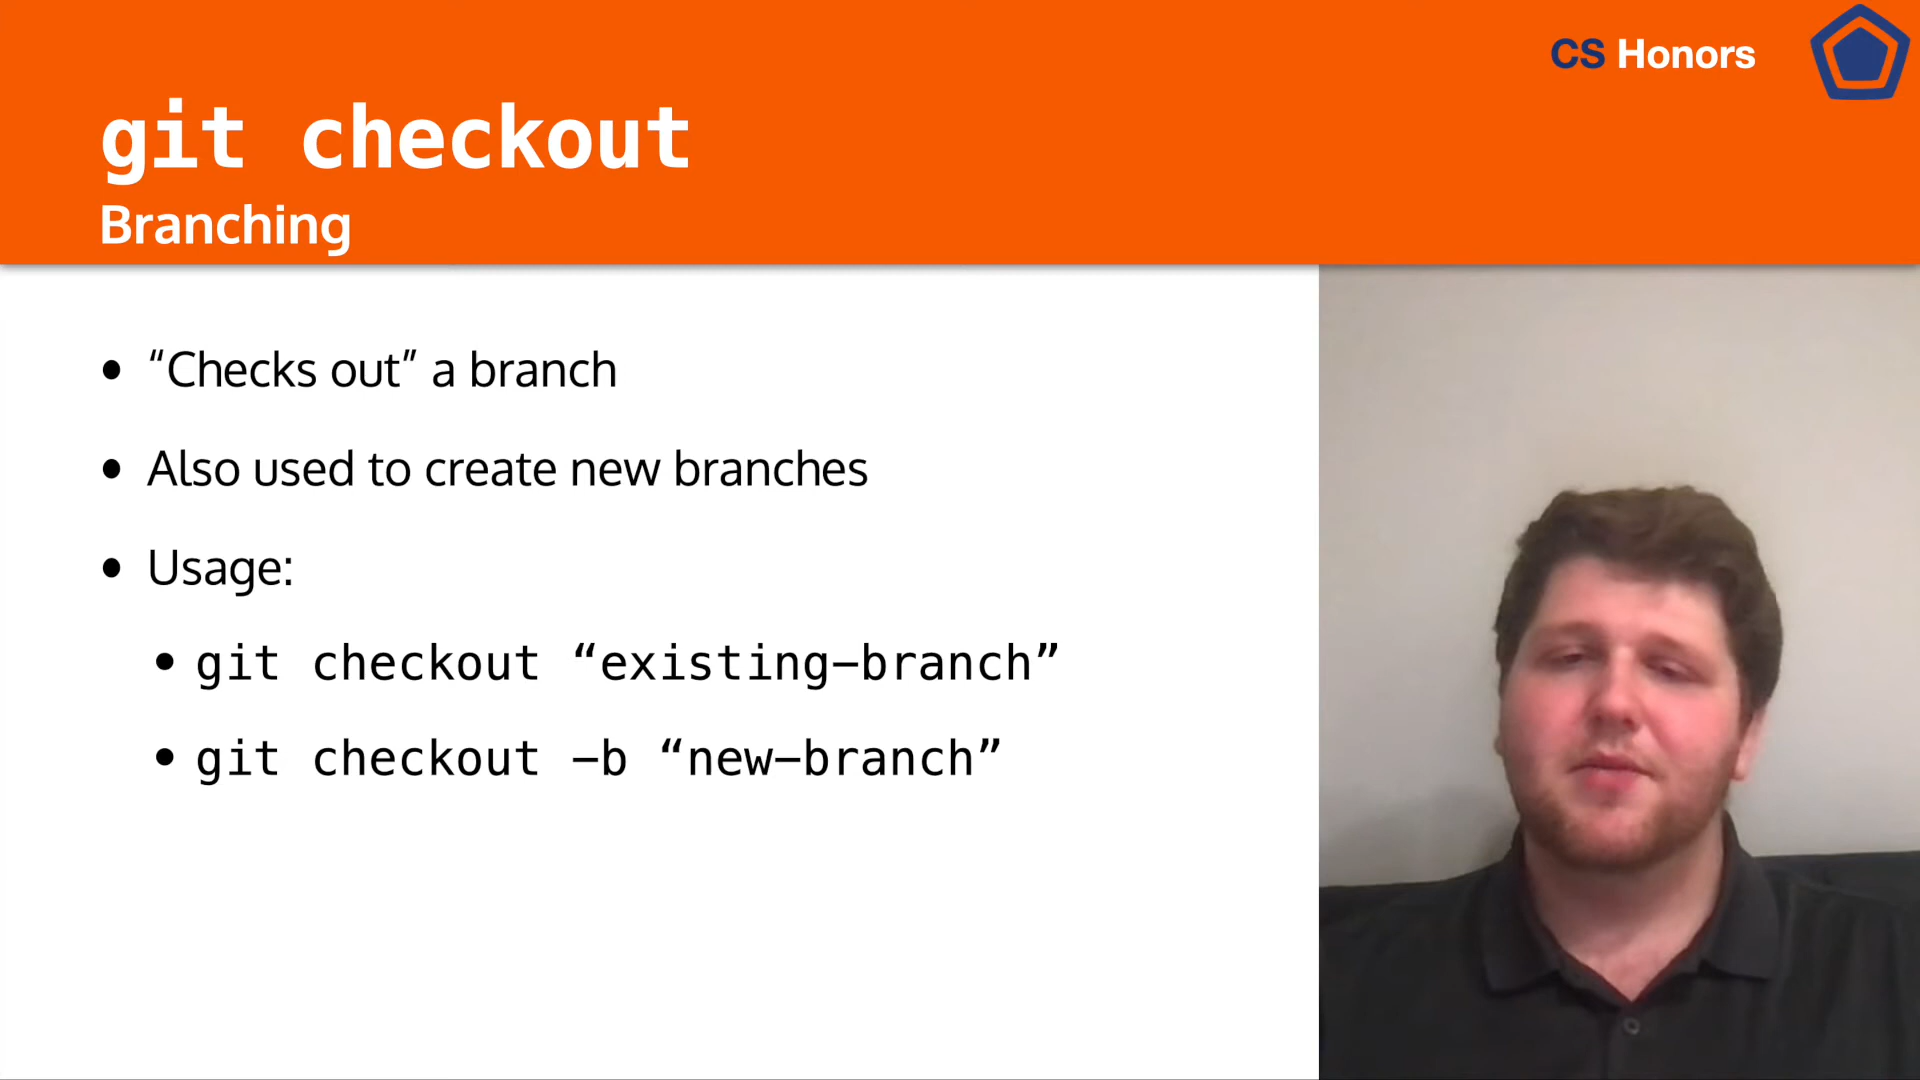 CS Honors
git checkout
Branching
• “Checks out” a branch
• Also used to create new branches
• Usage:
• git checkout “existing-branch”
• git checkout -b “new-branch”